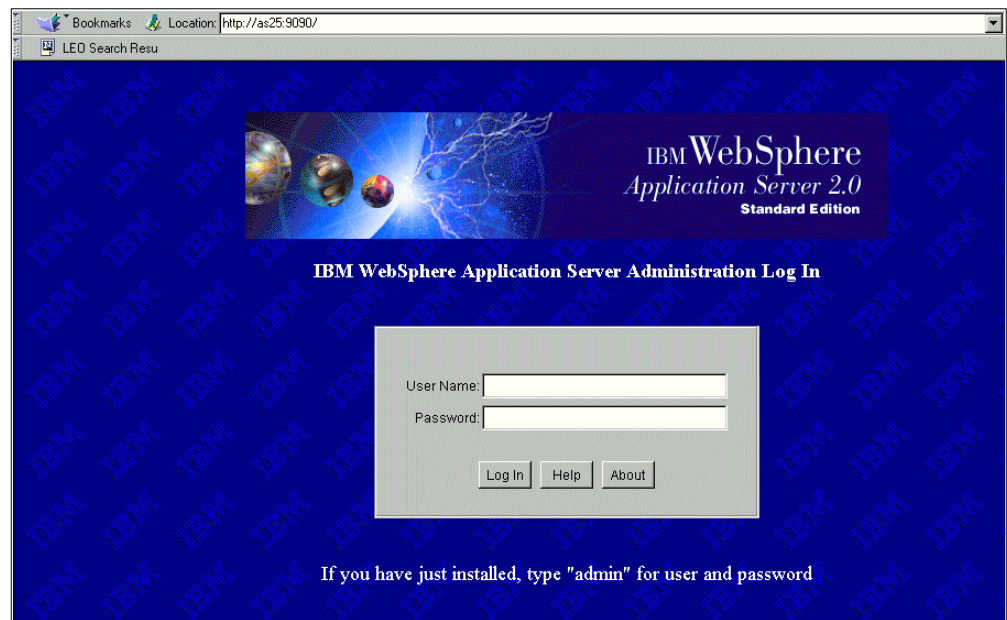 Bookmarks Location: http://as25:9090/
LEO Search Resu
IBM WebSphere
Application Server 2.0
Standard Edition
IBM WebSphere Application Server Administration Log In
User Name:
Password:
Log In Help About
If you have just installed, type "admin" for user and password